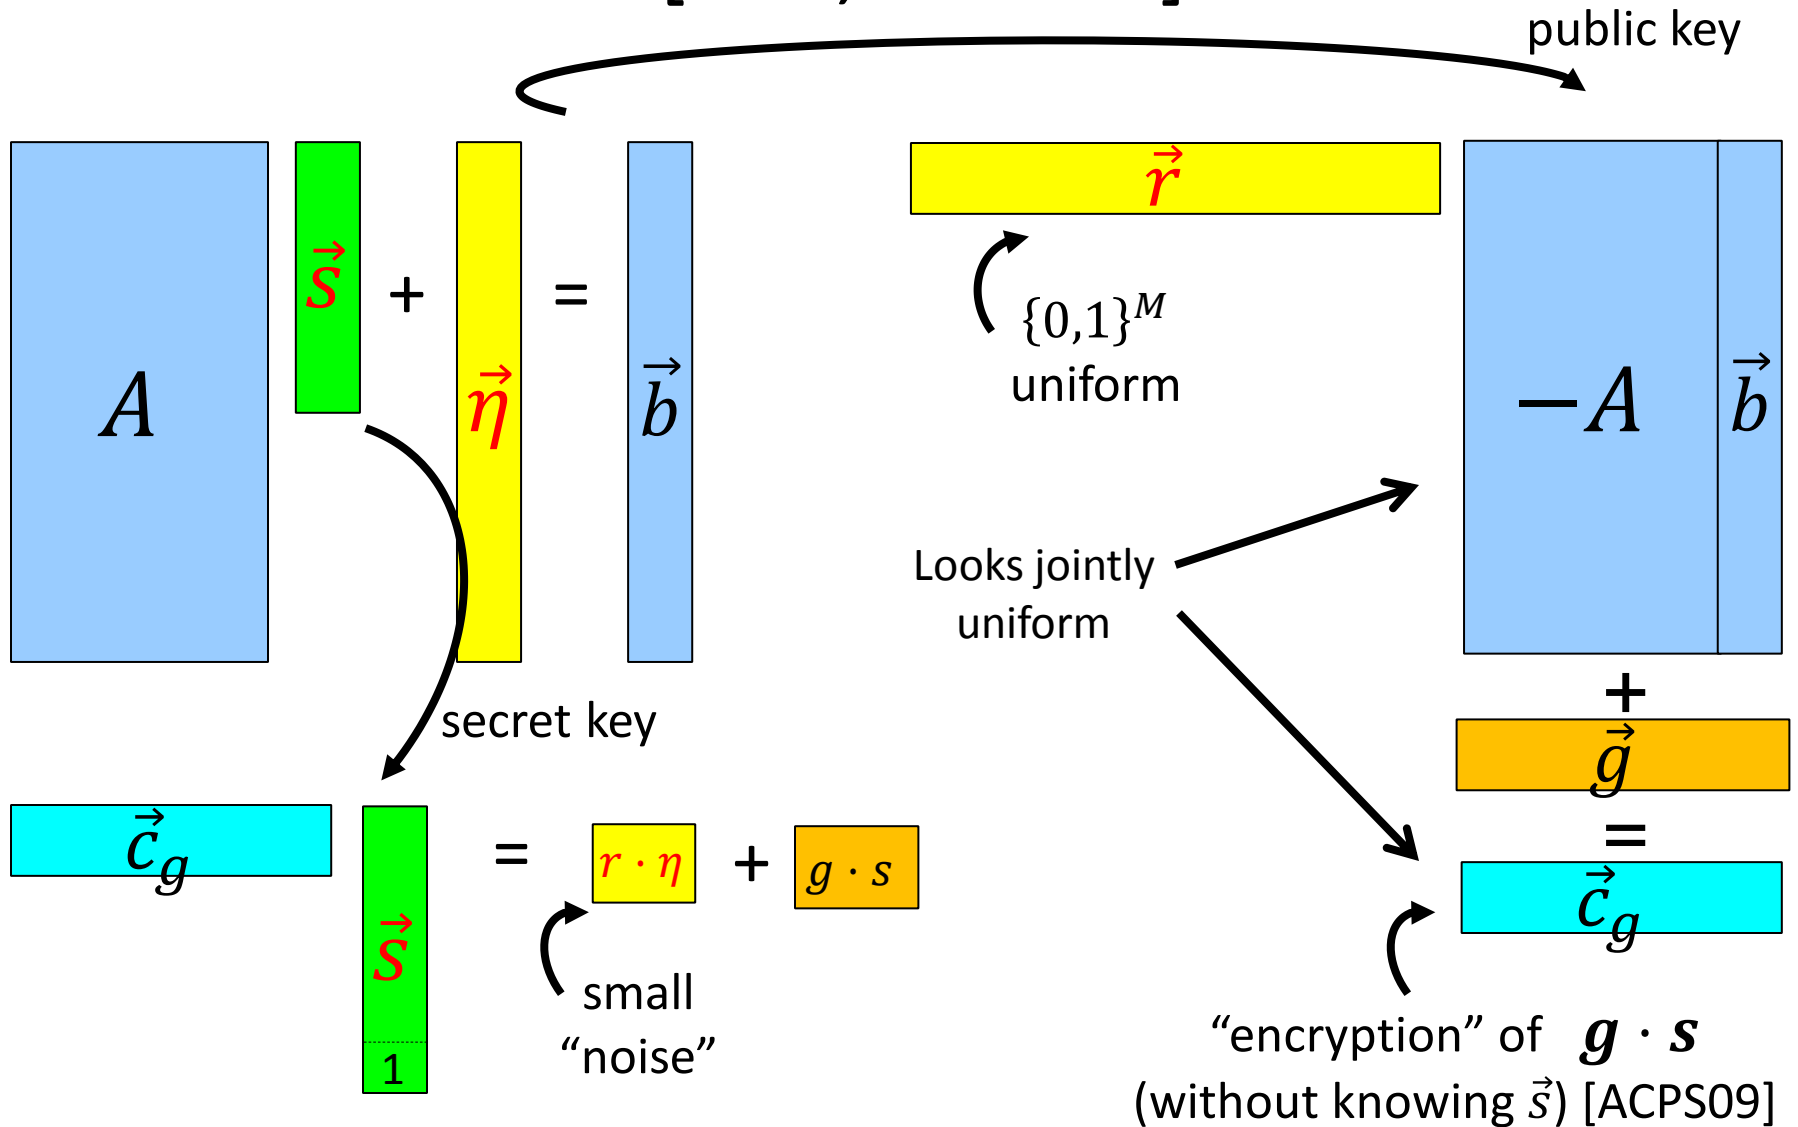 public key
A
s⃗
+
η⃗
=
b⃗
r⃗
{0,1}ᴹ
uniform
−A
b⃗
Looks jointly
uniform
+
g⃗
=
c⃗_g
secret key
c⃗_g
s⃗
1
=
r · η
+
g · s
small
“noise”
“encryption” of g · s
(without knowing s⃗) [ACPS09]